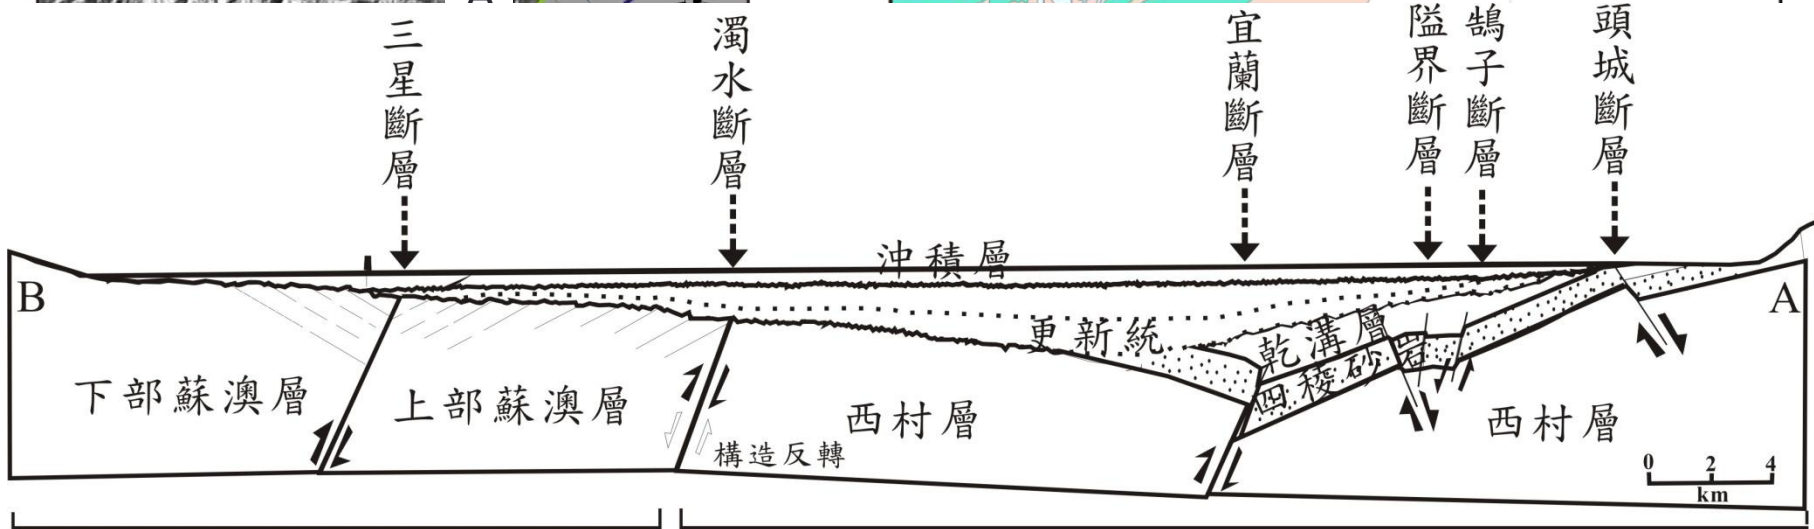 三星斷層
濁水斷層
宜蘭斷層
隘界斷層
鵠子斷層
頭城斷層
沖積層
B
A
更新統
乾溝層
四稜砂岩
下部蘇澳層
上部蘇澳層
西村層
西村層
構造反轉
0 2 4
km